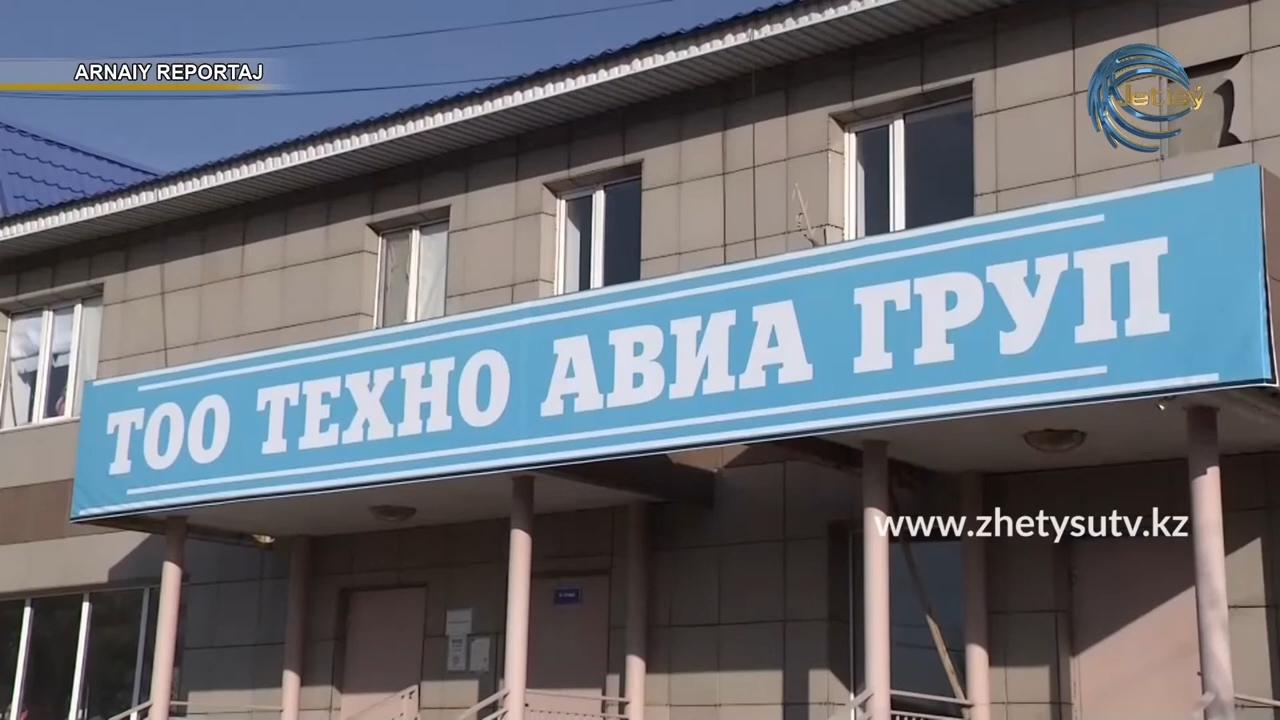 ARNAIY REPORTAJ
Jetisý
ТОО ТЕХНО АВИА ГРУП
www.zhetysutv.kz